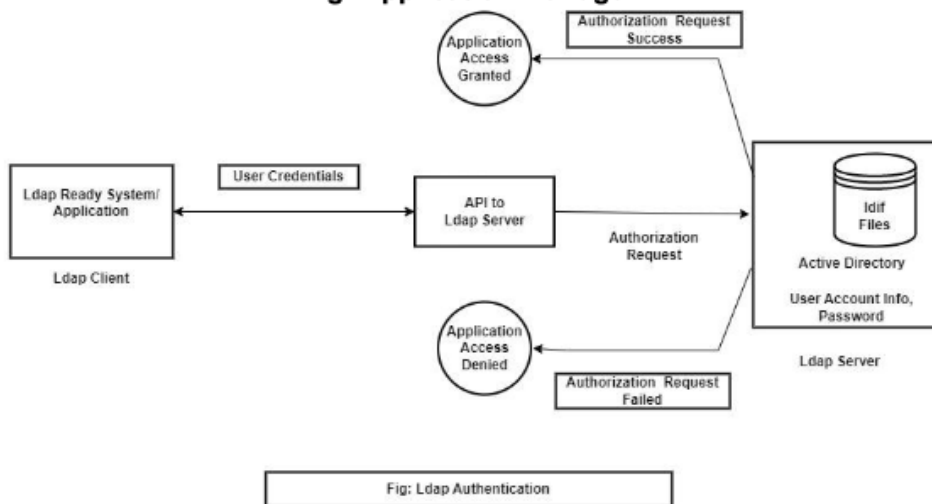 Application
Access
Granted
Authorization Request
Success
Ldap Ready System/
Application
Ldap Client
User Credentials
API to
Ldap Server
Authorization
Request
Idif
Files
Active Directory
User Account Info,
Password
Ldap Server
Application
Access
Denied
Authorization Request
Failed
Fig: Ldap Authentication